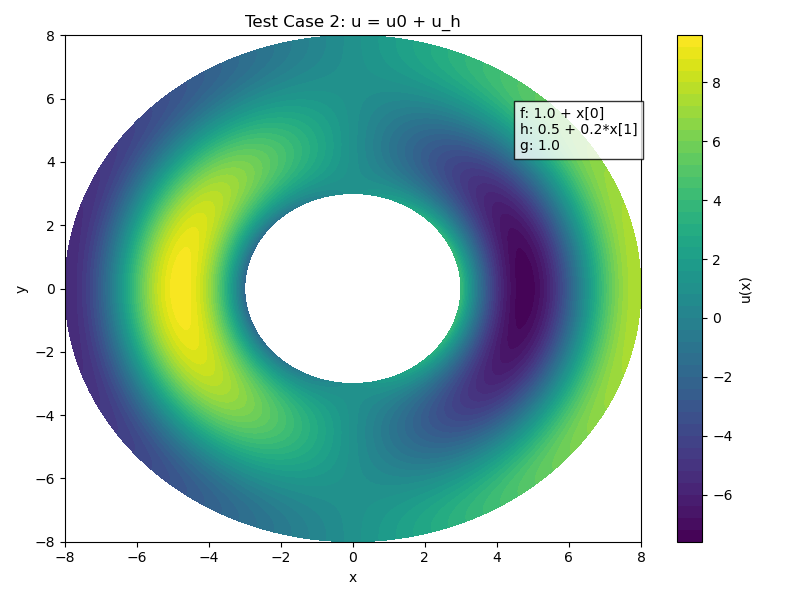 Test Case 2: u = u0 + u_h
8
6
4
2
0
−2
−4
−6
−8
y
−8 −6 −4 −2 0 2 4 6 8
x
f: 1.0 + x[0]
h: 0.5 + 0.2*x[1]
g: 1.0
8
6
4
2
0
−2
−4
−6
u(x)